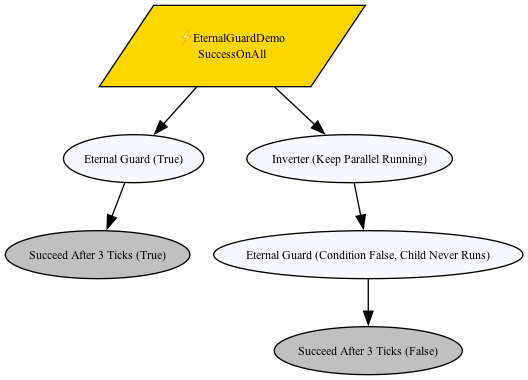 ⚡EternalGuardDemo
SuccessOnAll
Eternal Guard (True)
Inverter (Keep Parallel Running)
Succeed After 3 Ticks (True)
Eternal Guard (Condition False, Child Never Runs)
Succeed After 3 Ticks (False)